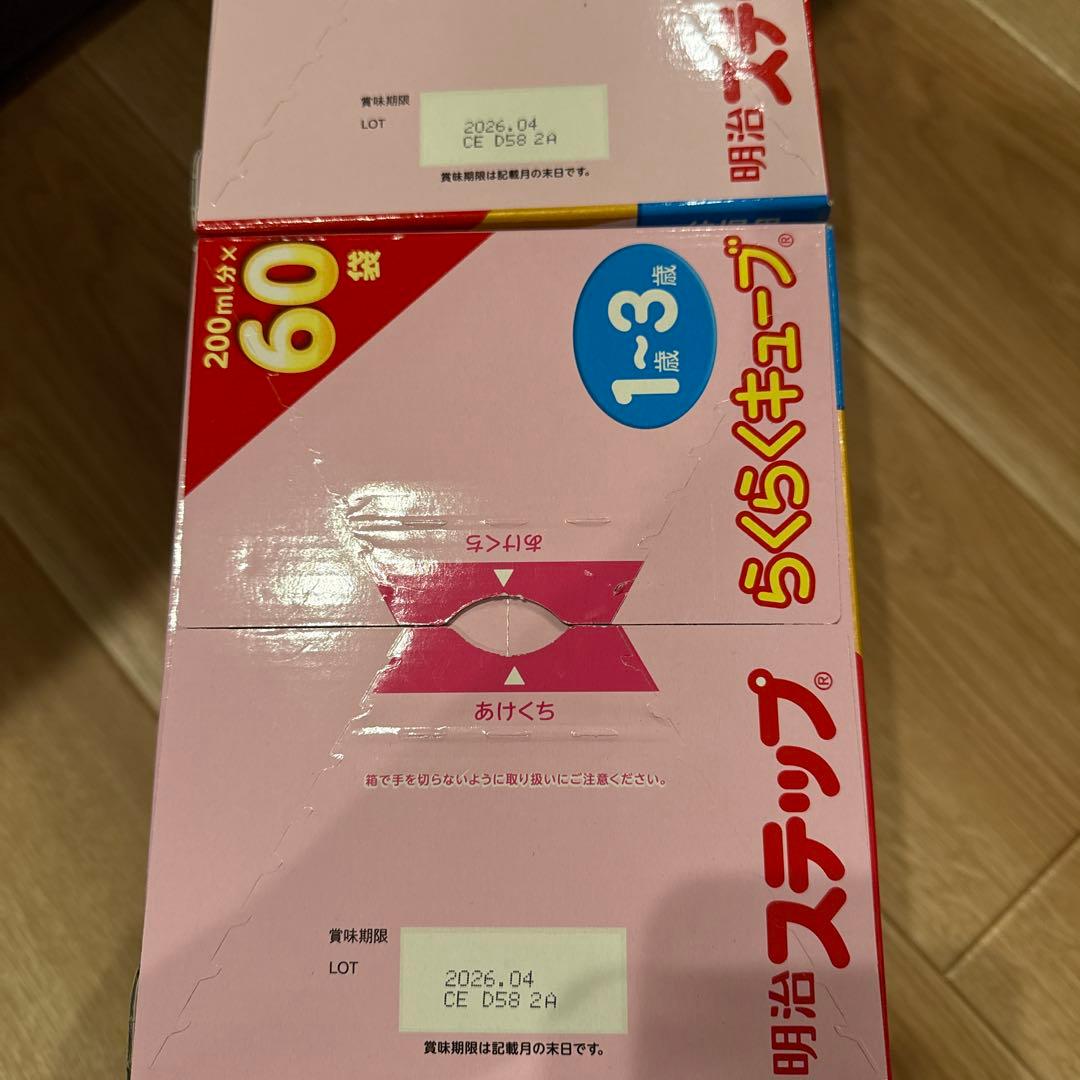 賞味期限
LOT
2026.04
CE D58 2A
賞味期限は記載月の末日です。
明治ステ
200ml分×
60袋
1歳~3歳
らくらくキューブ®
あけくち
あけくち
箱で手を切らないように取り扱いにご注意ください。
明治ステップ®
賞味期限
LOT
2026.04
CE D58 2A
賞味期限は記載月の末日です。